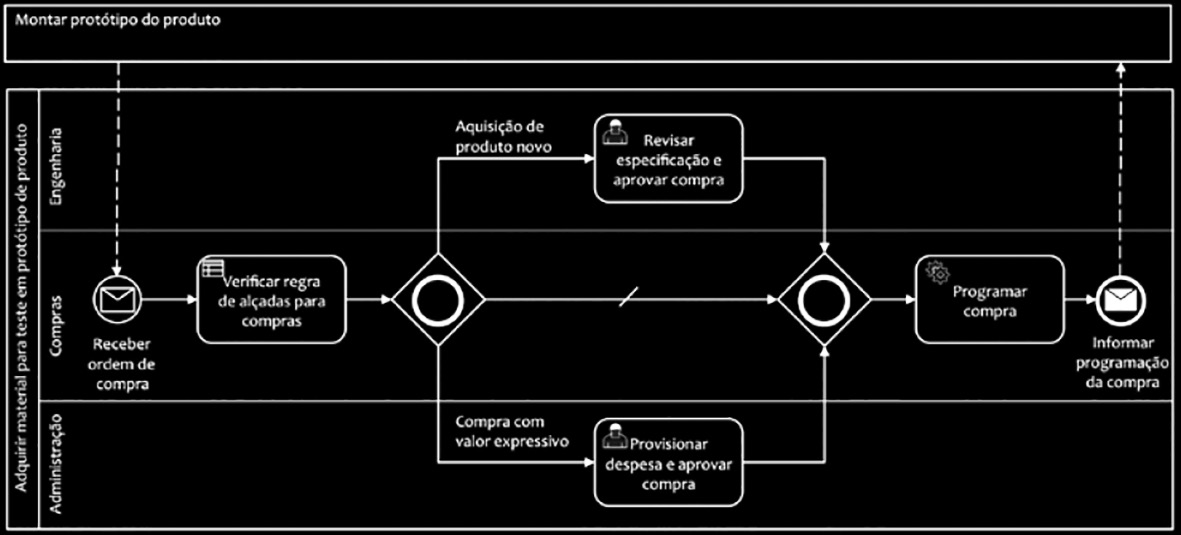 Montar protótipo do produto
Adquirir material para teste em protótipo de produto
Engenharia
Aquisição de
produto novo
Revisar
especificação e
aprovar compra
Compras
Receber
ordem de
compra
Verificar regra
de alçadas para
compras
Programar
compra
Informar
programação
da compra
Administração
Compra com
valor expressivo
Provisionar
despesa e aprovar
compra